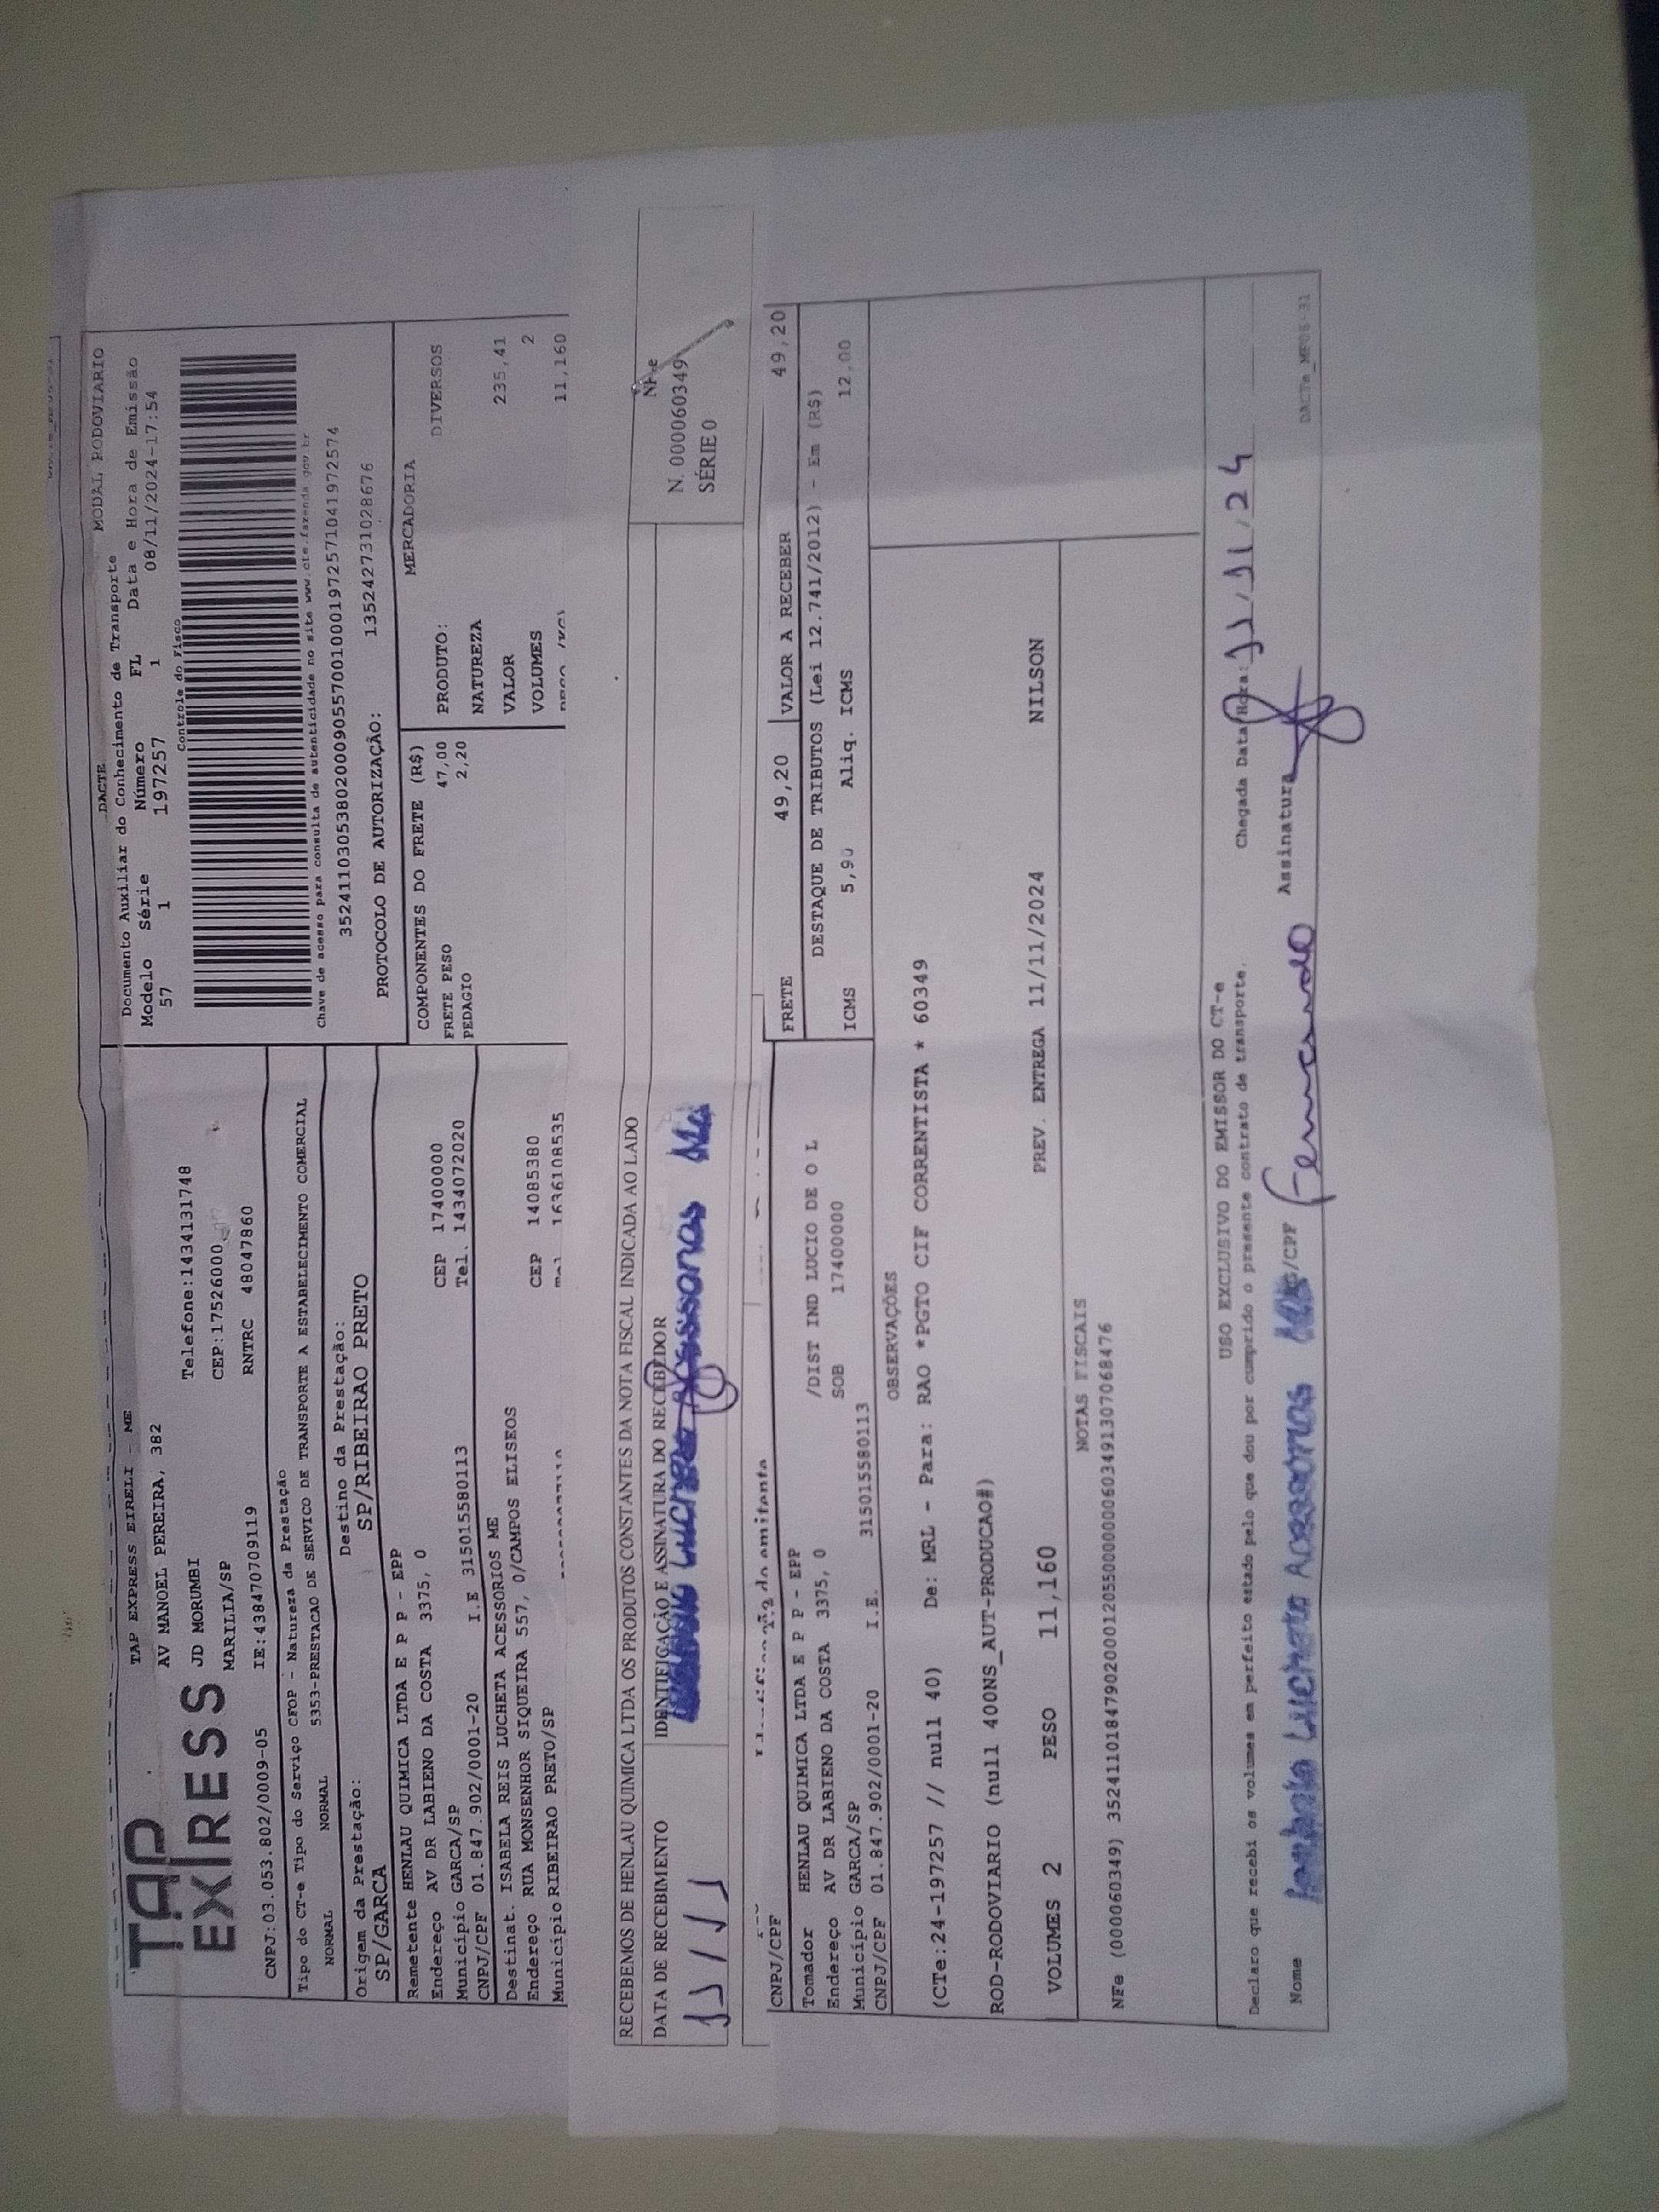 TAP EXPRESS
TAP EXPRESS EIRELI - ME
AV MANOEL PEREIRA, 382
JD MORUMBI
MARILIA/SP
Telefone:1434131748
CEP:17526000
CNPJ:03.053.802/0009-05 IE:438470709119 RNTRC 48047860
DACTE MODAL RODOVIARIO
Documento Auxiliar do Conhecimento de Transporte
Modelo Série Número FL Data e Hora de Emissão
57 1 197257 1 08/11/2024-17:54
Controle do Fisco
Chave de acesso para consulta de autenticidade no site www.cte.fazenda.gov.br
35241103053802000905570010001972571041972574
PROTOCOLO DE AUTORIZAÇÃO: 135242731028676
Tipo do CT-e Tipo do Serviço CFOP - Natureza da Prestação
NORMAL NORMAL 5353-PRESTACAO DE SERVICO DE TRANSPORTE A ESTABELECIMENTO COMERCIAL
Origem da Prestação: Destino da Prestação:
SP/GARCA SP/RIBEIRAO PRETO
Remetente HENLAU QUIMICA LTDA E P P - EPP
Endereço AV DR LABIENO DA COSTA 3375, 0 CEP 17400000
Município GARCA/SP Tel. 1434072020
CNPJ/CPF 01.847.902/0001-20 I.E 315015580113
Destinat. ISABELA REIS LUCHETA ACESSORIOS ME
Endereço RUA MONSENHOR SIQUEIRA 557, 0/CAMPOS ELISEOS CEP 14085380
Município RIBEIRAO PRETO/SP Tel 1636108535
COMPONENTES DO FRETE (R$)
FRETE PESO 47,00
PEDAGIO 2,20
MERCADORIA
PRODUTO: DIVERSOS
NATUREZA
VALOR 235,41
VOLUMES 2
11,160
RECEBEMOS DE HENLAU QUIMICA LTDA OS PRODUTOS CONSTANTES DA NOTA FISCAL INDICADA AO LADO
DATA DE RECEBIMENTO IDENTIFICAÇÃO E ASSINATURA DO RECEBEDOR
11/11
NF-e
N. 000060349
SÉRIE 0
CNPJ/CPF
Tomador HENLAU QUIMICA LTDA E P P - EPP /DIST IND LUCIO DE O L
Endereço AV DR LABIENO DA COSTA 3375, 0 SOB 17400000
Município GARCA/SP
CNPJ/CPF 01.847.902/0001-20 I.E. 315015580113
FRETE 49,20 VALOR A RECEBER 49,20
DESTAQUE DE TRIBUTOS (Lei 12.741/2012) - Em (R$)
ICMS 5,90 Aliq. ICMS 12,00
OBSERVAÇÕES
(CTe:24-197257 // null 40) De: MRL - Para: RAO *PGTO CIF CORRENTISTA * 60349
ROD-RODOVIARIO (null 400NS_AUT-PRODUCAO#)
VOLUMES 2 PESO 11,160 PREV. ENTREGA 11/11/2024 NILSON
NOTAS FISCAIS
NFe (000060349) 35241101847902000120550000000603491307068476
USO EXCLUSIVO DO EMISSOR DO CT-e
Declaro que recebi os volumes em perfeito estado pelo que dou por cumprido o presente contrato de transporte.
Chegada Data/Hora: 11/11/24
Nome RG/CPF Fernando Assinatura
DACTe_MF06-31